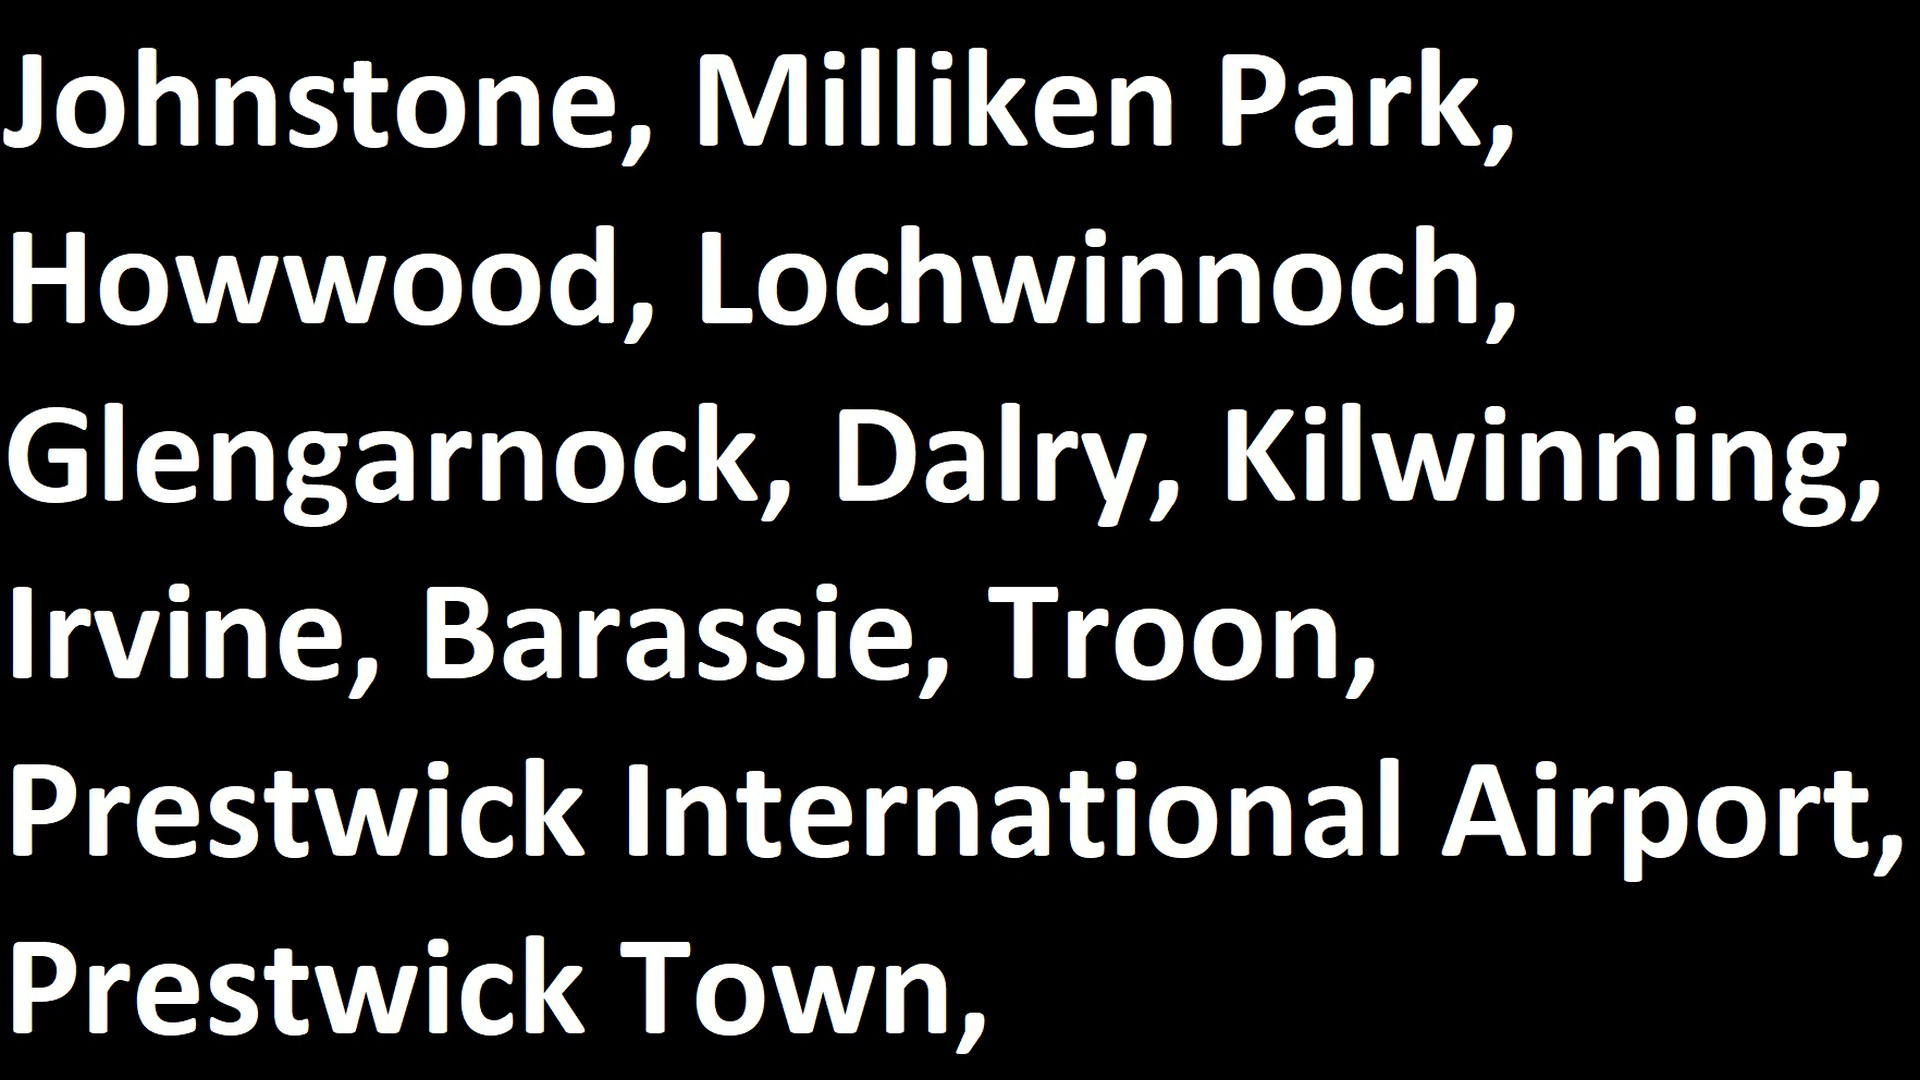 Johnstone, Milliken Park,
Howwood, Lochwinnoch,
Glengarnock, Dalry, Kilwinning,
Irvine, Barassie, Troon,
Prestwick International Airport,
Prestwick Town,